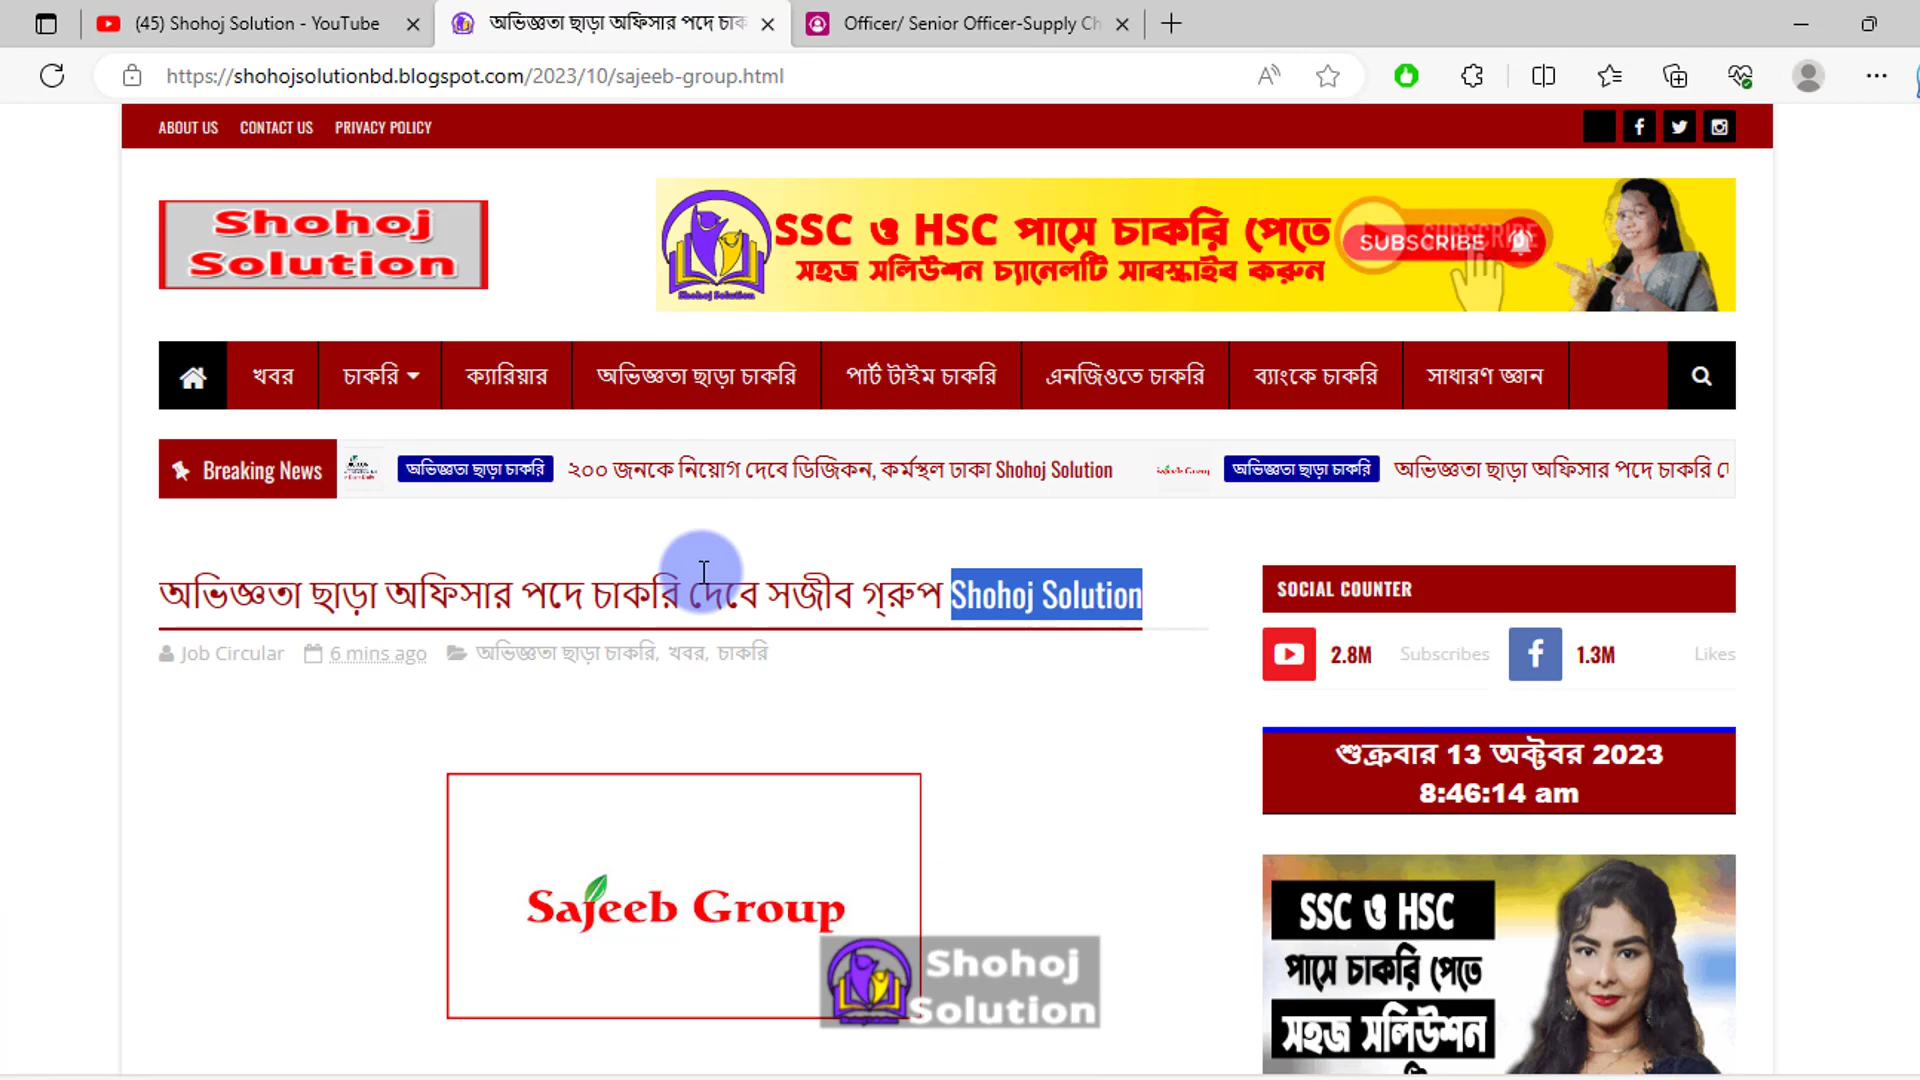 (45) Shohoj Solution - YouTube
অভিজ্ঞতা ছাড়া অফিসার পদে চাক
Officer/ Senior Officer-Supply Ch
https://shohojsolutionbd.blogspot.com/2023/10/sajeeb-group.html
ABOUT US CONTACT US PRIVACY POLICY
Shohoj
Solution
SSC ও HSC পাসে চাকরি পেতে
সহজ সলিউশন চ্যানেলটি সাবস্ক্রাইব করুন
Shohoj Solution
SUBSCRIBE
SUBSCRIBE
খবর চাকরি ক্যারিয়ার অভিজ্ঞতা ছাড়া চাকরি পার্ট টাইম চাকরি এনজিওতে চাকরি ব্যাংকে চাকরি সাধারণ জ্ঞান
Breaking News অভিজ্ঞতা ছাড়া চাকরি ২০০ জনকে নিয়োগ দেবে ডিজিকন, কর্মস্থল ঢাকা Shohoj Solution Sajeeb Group অভিজ্ঞতা ছাড়া চাকরি অভিজ্ঞতা ছাড়া অফিসার পদে চাকরি দে
অভিজ্ঞতা ছাড়া অফিসার পদে চাকরি দেবে সজীব গ্রুপ Shohoj Solution
Job Circular 6 mins ago অভিজ্ঞতা ছাড়া চাকরি, খবর, চাকরি
SOCIAL COUNTER
2.8M Subscribes 1.3M Likes
শুক্রবার 13 অক্টবর 2023
8:46:14 am
Sajeeb Group
Shohoj
Solution
SSC ও HSC
পাসে চাকরি পেতে
সহজ সলিউশন